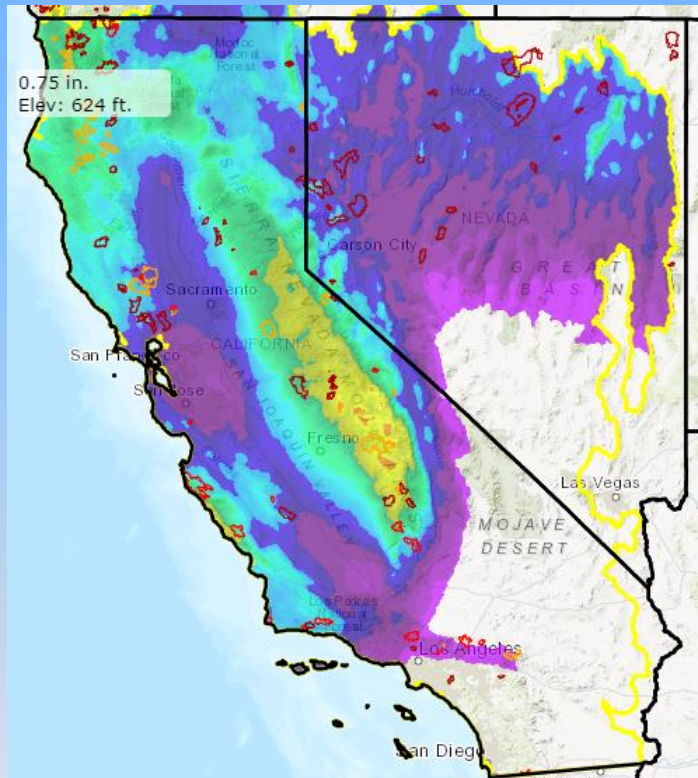 Modoc
National
Forest
0.75 in.
Elev: 624 ft.
Humboldt
SIERRA NEVADA
NEVADA
Carson City
GREAT
BASIN
Sacramento
CALIFORNIA
San Francisco
San Jose
SAN JOAQUIN VALLEY
Fresno
Las Vegas
MOJAVE
DESERT
Los Padres
National
Forest
Los Angeles
San Diego